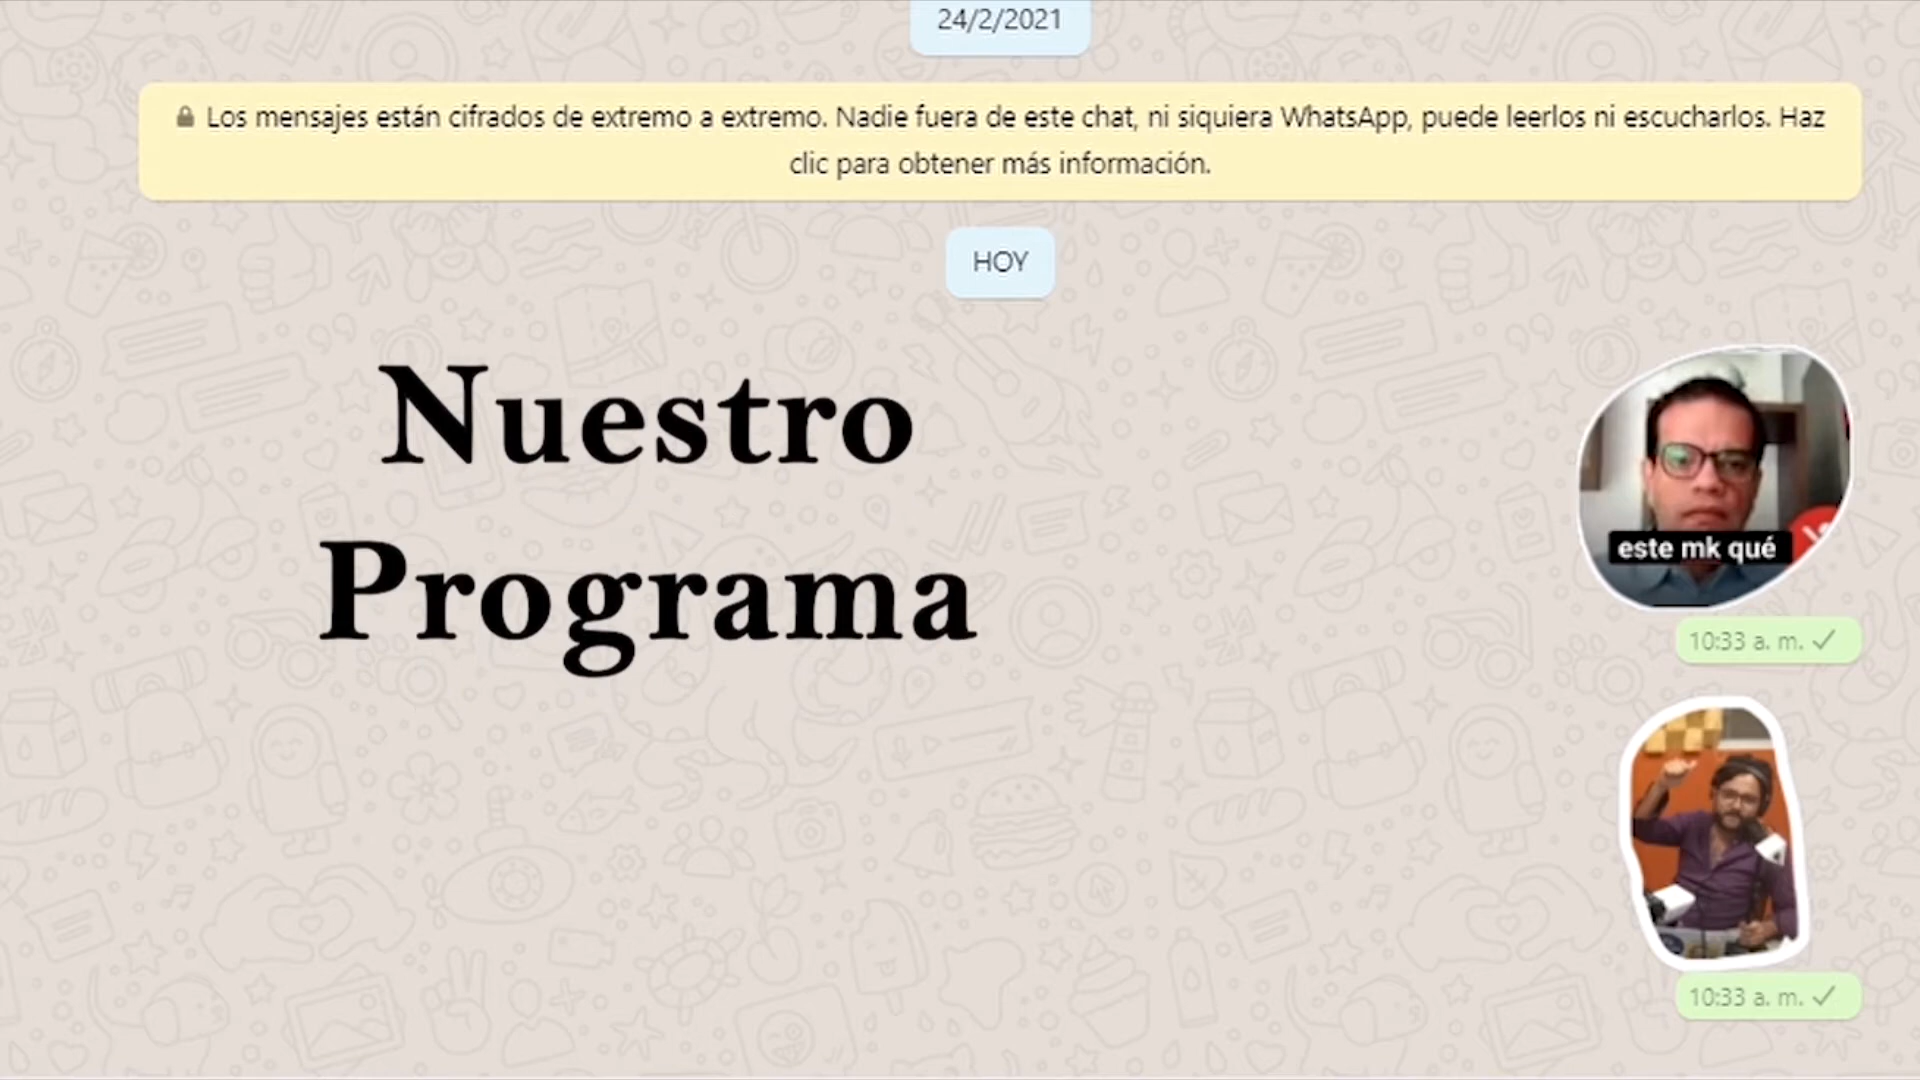 24/2/2021
Los mensajes están cifrados de extremo a extremo. Nadie fuera de este chat, ni siquiera WhatsApp, puede leerlos ni escucharlos. Haz
clic para obtener más información.
HOY
Nuestro
Programa
este mk qué
10:33 a. m.
10:33 a. m.